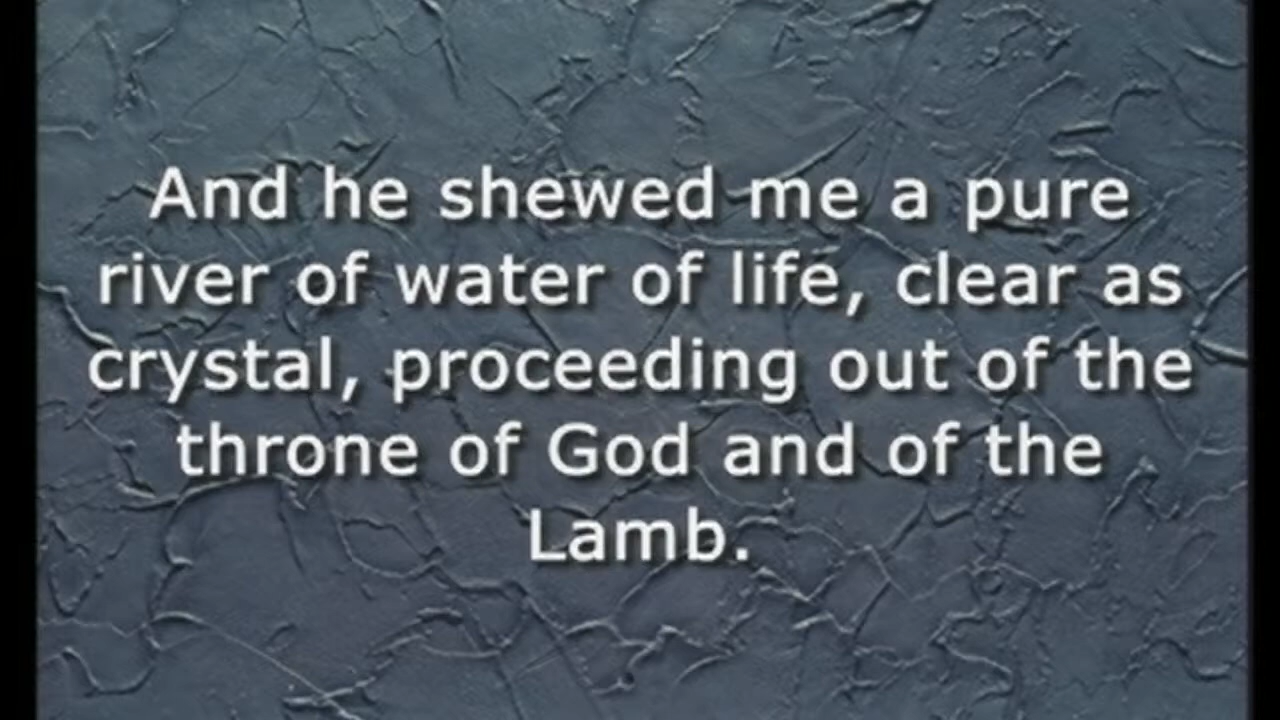 And he shewed me a pure
river of water of life, clear as
crystal, proceeding out of the
throne of God and of the
Lamb.